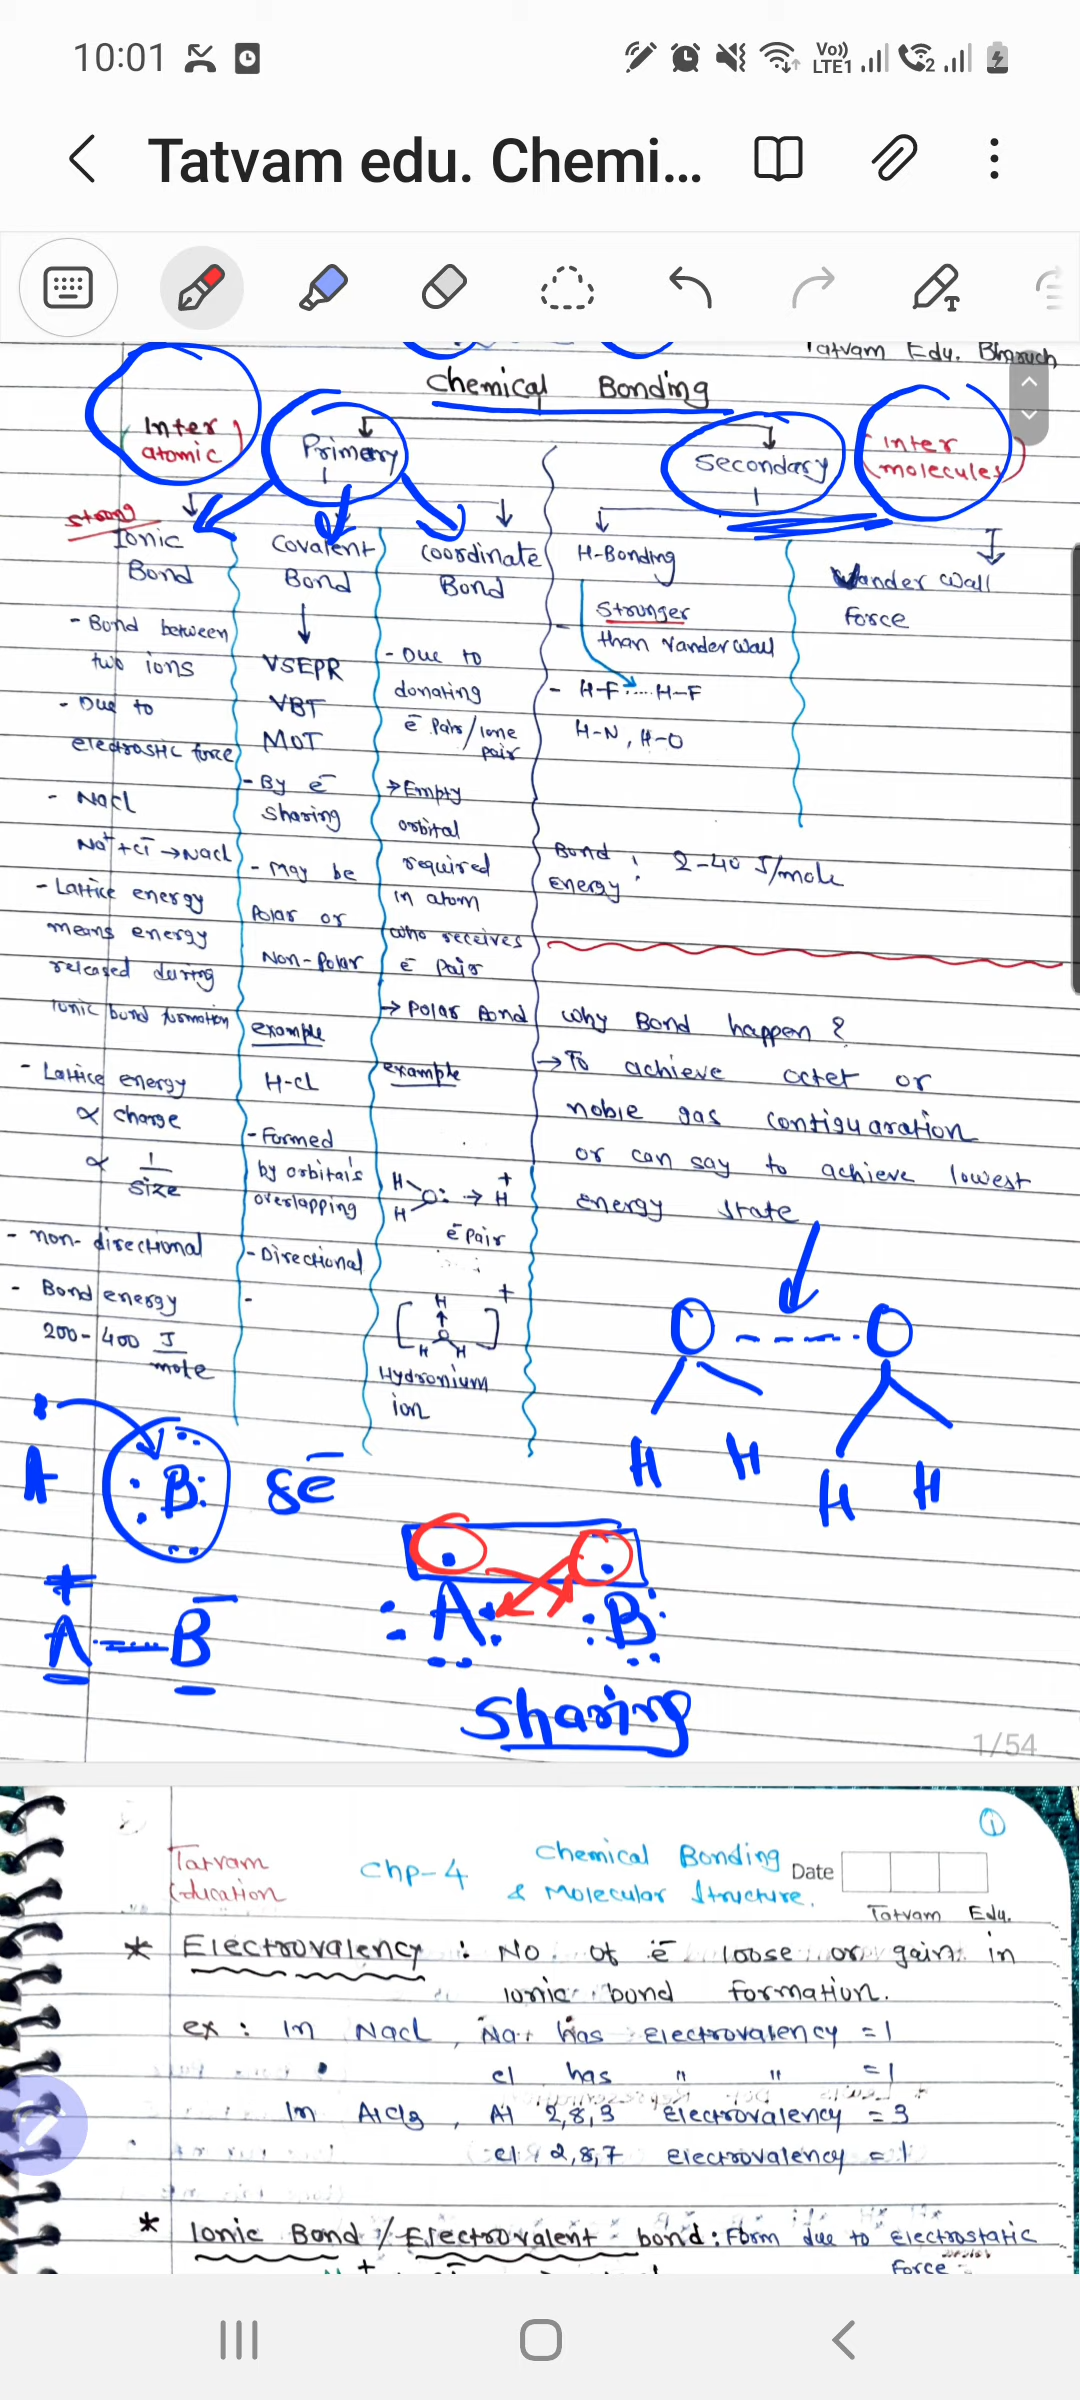 10:01
Vo)) LTE1 2
Tatvam edu. Chemi...
Tatvam Edu. Bharuch
Chemical Bonding
Inter atomic
Primary
Secondary
Inter molecules
strong
Ionic Bond
- Bond between
two ions
- Due to
electrostic force
- Nacl
Na+ + cl- → Nacl
- Lattice energy
means energy
released during
ionic bond formation
- Lattice energy
∝ charge
∝ 1/size
- non-directional
- Bond energy
200-400 J/mole
Covalent Bond
VSEPR
VBT
MOT
- By e-
sharing
- May be
Polar or
Non-Polar
example
H-cl
- Formed
by orbital's
overlapping
- Directional
-
Coordinate Bond
- Due to
donating
e- Pair/lone
pair
→ Empty
orbital
required
in atom
who receives
e- Pair
→ Polar Bond
example
H
O: → H+
H
e- Pair
H
O
H H
+
Hydronium
ion
H-Bonding
Stronger
than Vander Wall
- H-F ..... H-F
H-N, H-O
Vander Wall
Force
Bond energy : 2-40 J/mole
Why Bond happen ?
→ To achieve octet or
noble gas configuaration
or can say to achieve lowest
energy state
O ---- O
H H H H
A :B: 8e-
+ -
A B
A :B:
Sharing
1/54
1
Tatvam Education
Chp-4
Chemical Bonding
& Molecular Structure.
Date
Tatvam Edu.
* Electrovalency : No. of e- loose or gain in
ionic bond formation.
ex : In Nacl, Na has Electrovalency = 1
cl has " " = 1
In Alcl3, Al 2,8,3 Electrovalency = 3
cl 2,8,7 Electrovalency = 1
* Ionic Bond / Electrovalent bond : Form due to Electrostatic
Force